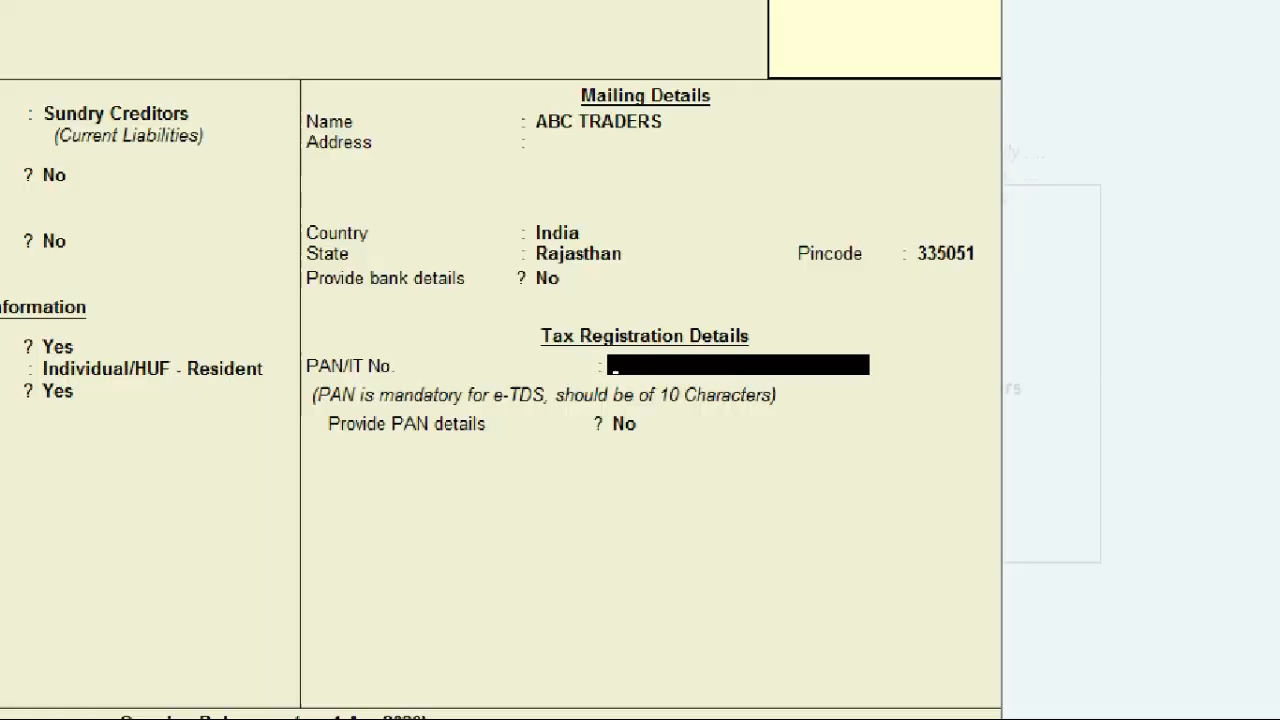 : Sundry Creditors
(Current Liabilities)
? No
? No
nformation
? Yes
: Individual/HUF - Resident
? Yes
Mailing Details
Name : ABC TRADERS
Address :
Country : India
State : Rajasthan Pincode : 335051
Provide bank details ? No
Tax Registration Details
PAN/IT No. :
(PAN is mandatory for e-TDS, should be of 10 Characters)
Provide PAN details ? No